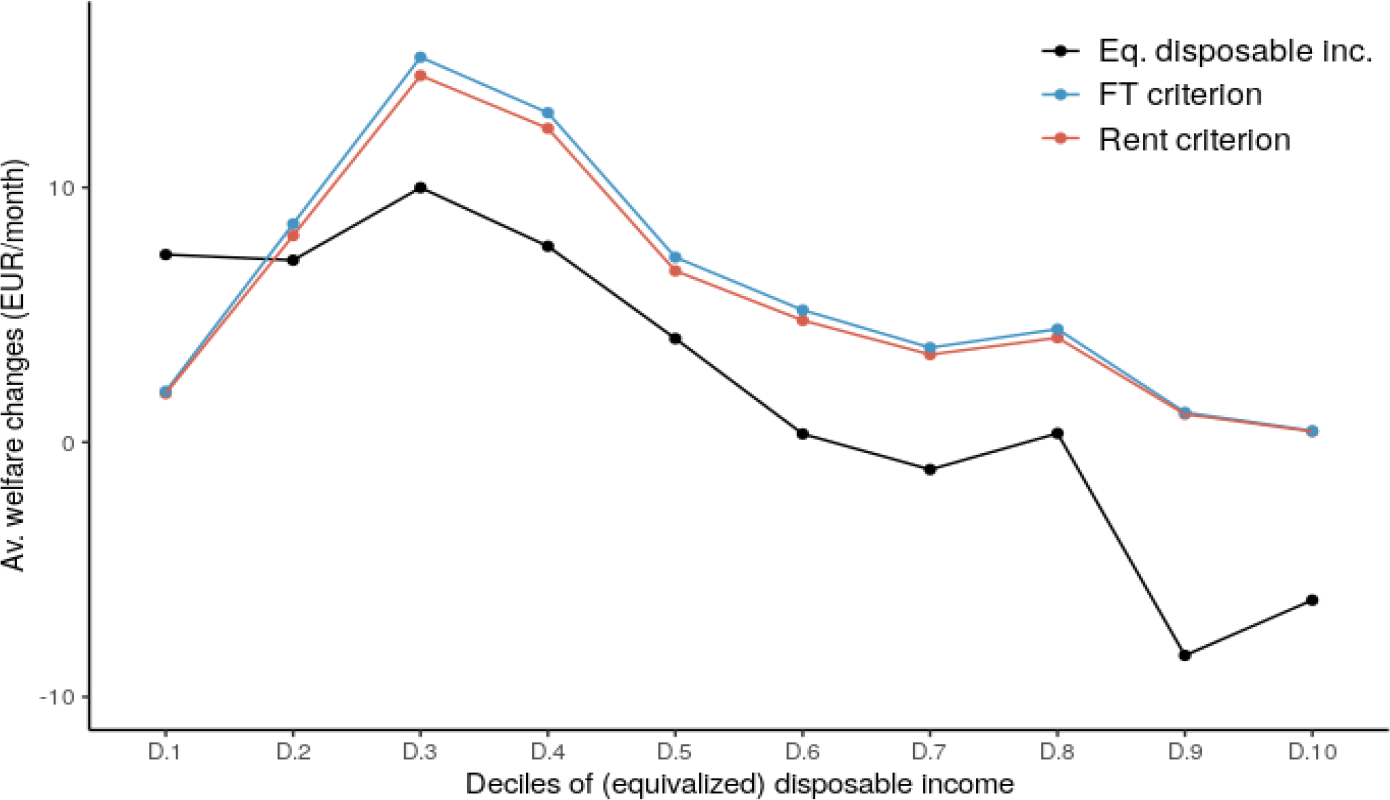 Eq. disposable inc.
FT criterion
Rent criterion
Av. welfare changes (EUR/month)
10
0
-10
D.1 D.2 D.3 D.4 D.5 D.6 D.7 D.8 D.9 D.10
Deciles of (equivalized) disposable income